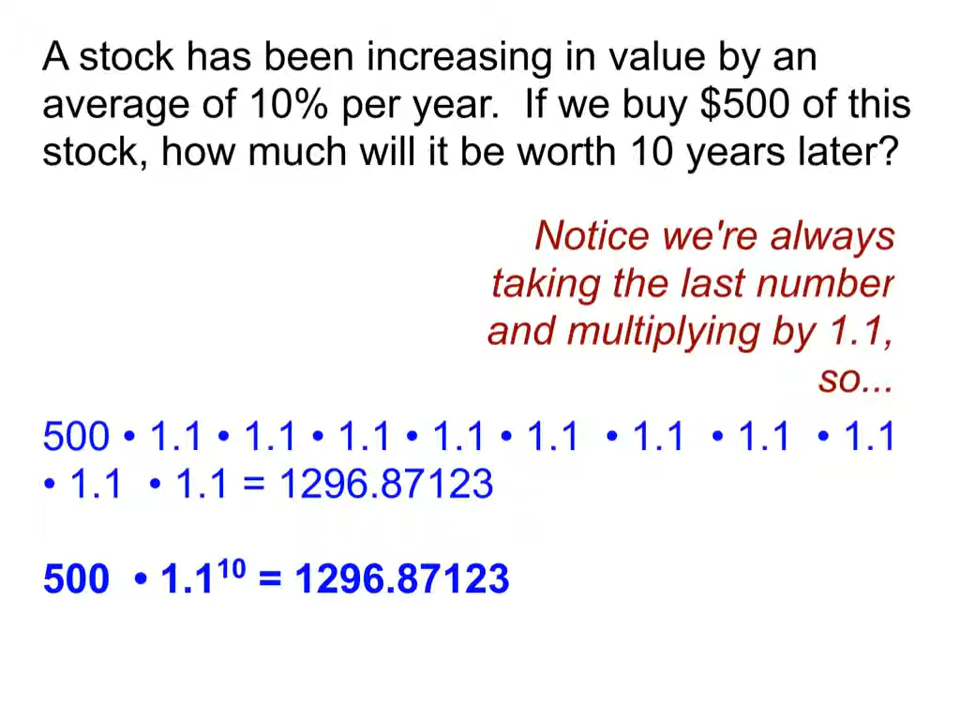 A stock has been increasing in value by an
average of 10% per year.  If we buy $500 of this
stock, how much will it be worth 10 years later?
Notice we're always
taking the last number
and multiplying by 1.1,
so...
500 • 1.1 • 1.1 • 1.1 • 1.1 • 1.1  • 1.1  • 1.1  • 1.1
• 1.1  • 1.1 = 1296.87123
500  • 1.1¹⁰ = 1296.87123